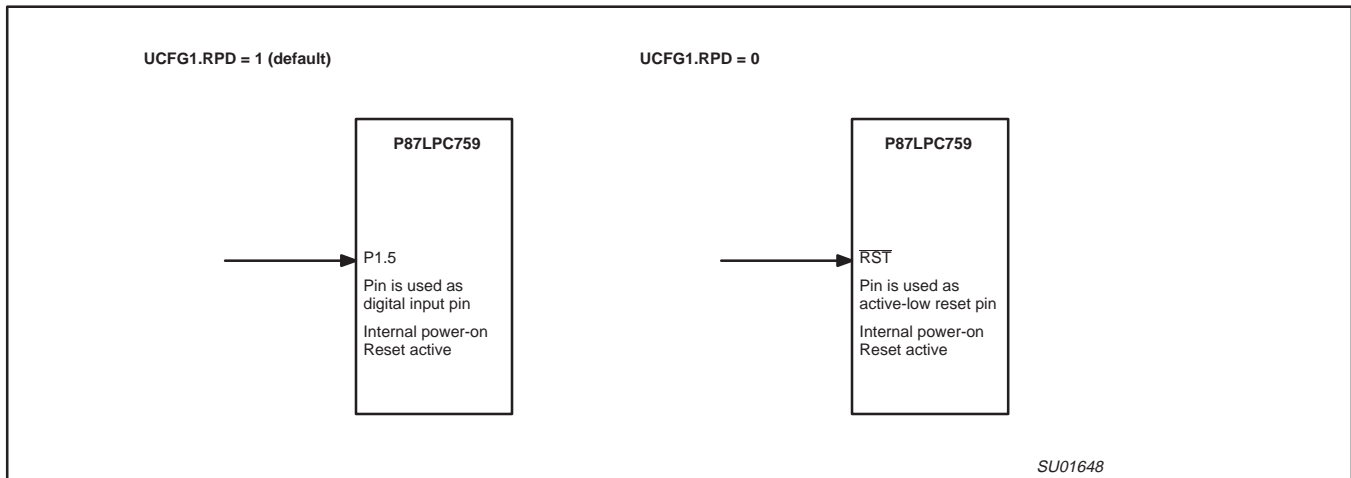 UCFG1.RPD = 1 (default)
P87LPC759
P1.5
Pin is used as
digital input pin
Internal power-on
Reset active
UCFG1.RPD = 0
P87LPC759
R̅S̅T̅
Pin is used as
active-low reset pin
Internal power-on
Reset active
SU01648